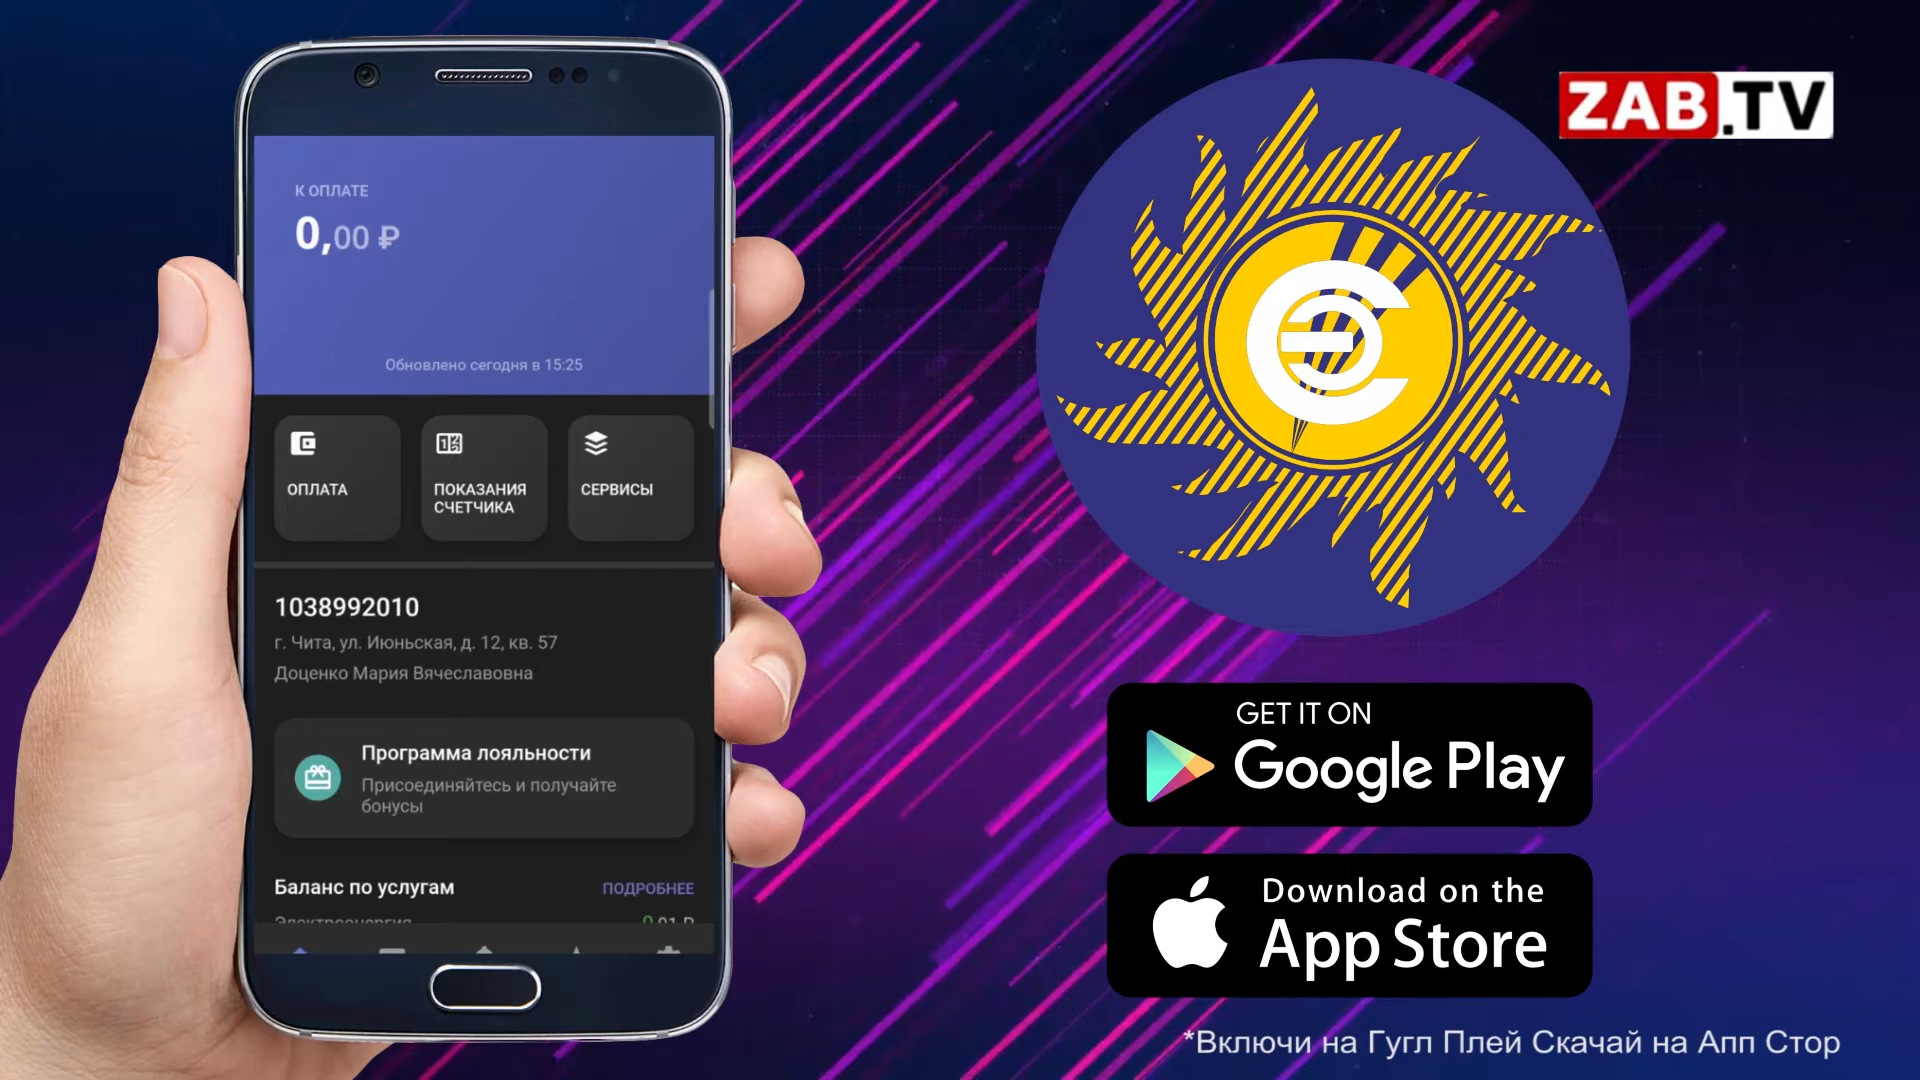 К ОПЛАТЕ
0,00 ₽
Обновлено сегодня в 15:25
ОПЛАТА
ПОКАЗАНИЯ
СЧЕТЧИКА
СЕРВИСЫ
1038992010
г. Чита, ул. Июньская, д. 12, кв. 57
Доценко Мария Вячеславовна
Программа лояльности
Присоединяйтесь и получайте
бонусы
Баланс по услугам
ПОДРОБНЕЕ
Электроэнергия
ZAB.TV
GET IT ON
Google Play
Download on the
App Store
*Включи на Гугл Плей Скачай на Апп Стор